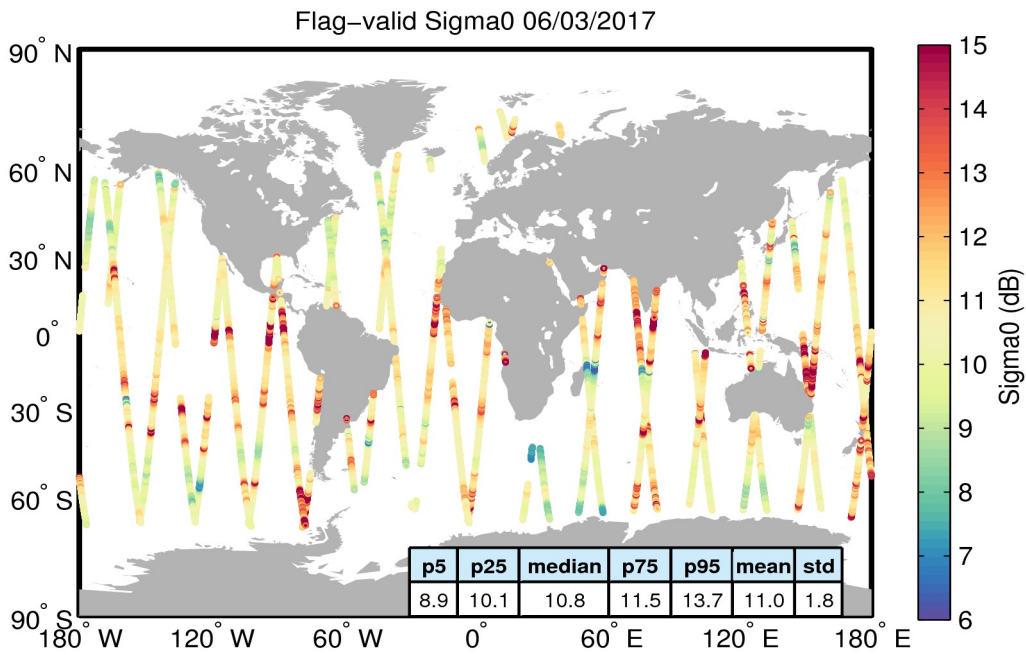 Flag−valid Sigma0 06/03/2017
90° N
60° N
30° N
0°
30° S
60° S
90° S
180° W
120° W
60° W
0°
60° E
120° E
180° E
p5 p25 median p75 p95 mean std
8.9 10.1 10.8 11.5 13.7 11.0 1.8
15
14
13
12
11
10
9
8
7
6
Sigma0 (dB)